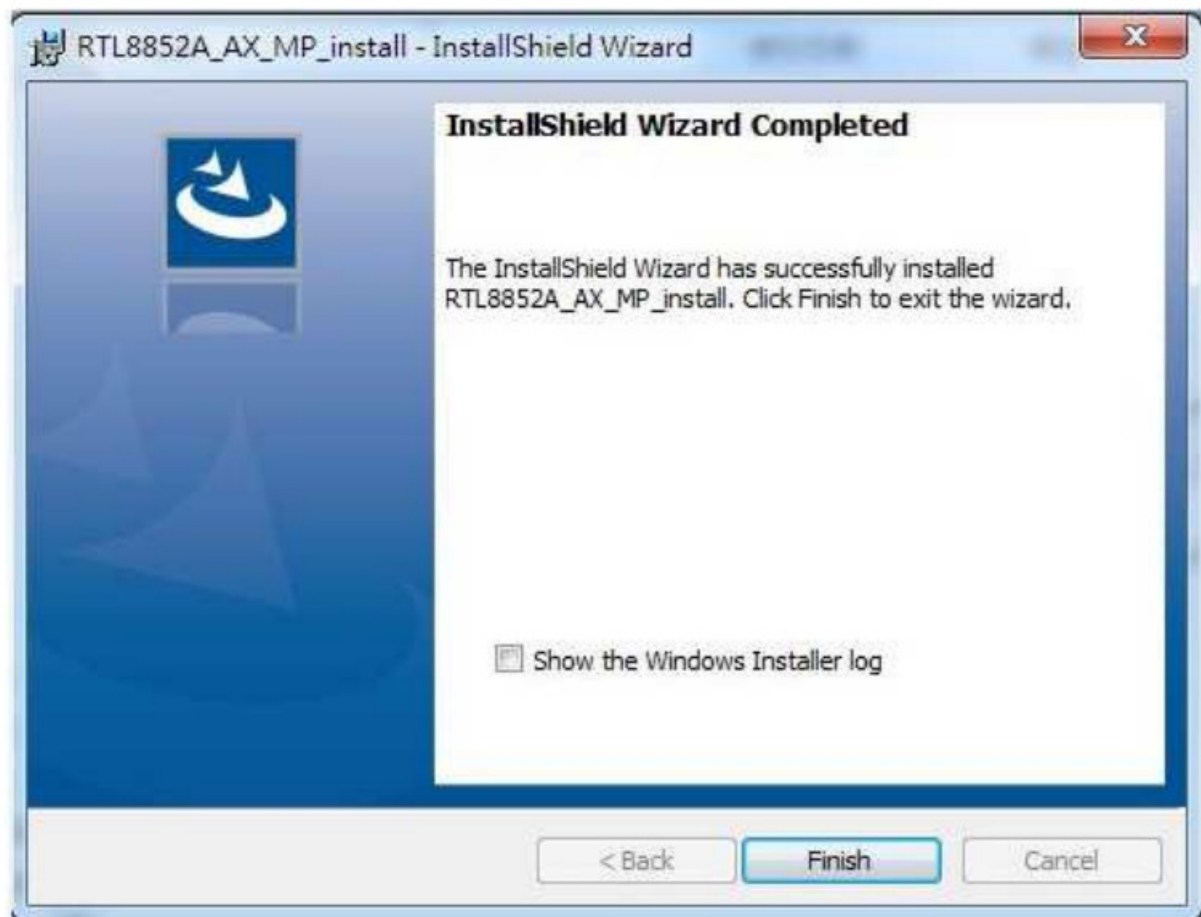 RTL8852A_AX_MP_install - InstallShield Wizard
InstallShield Wizard Completed
The InstallShield Wizard has successfully installed
RTL8852A_AX_MP_install. Click Finish to exit the wizard.
Show the Windows Installer log
< Back
Finish
Cancel